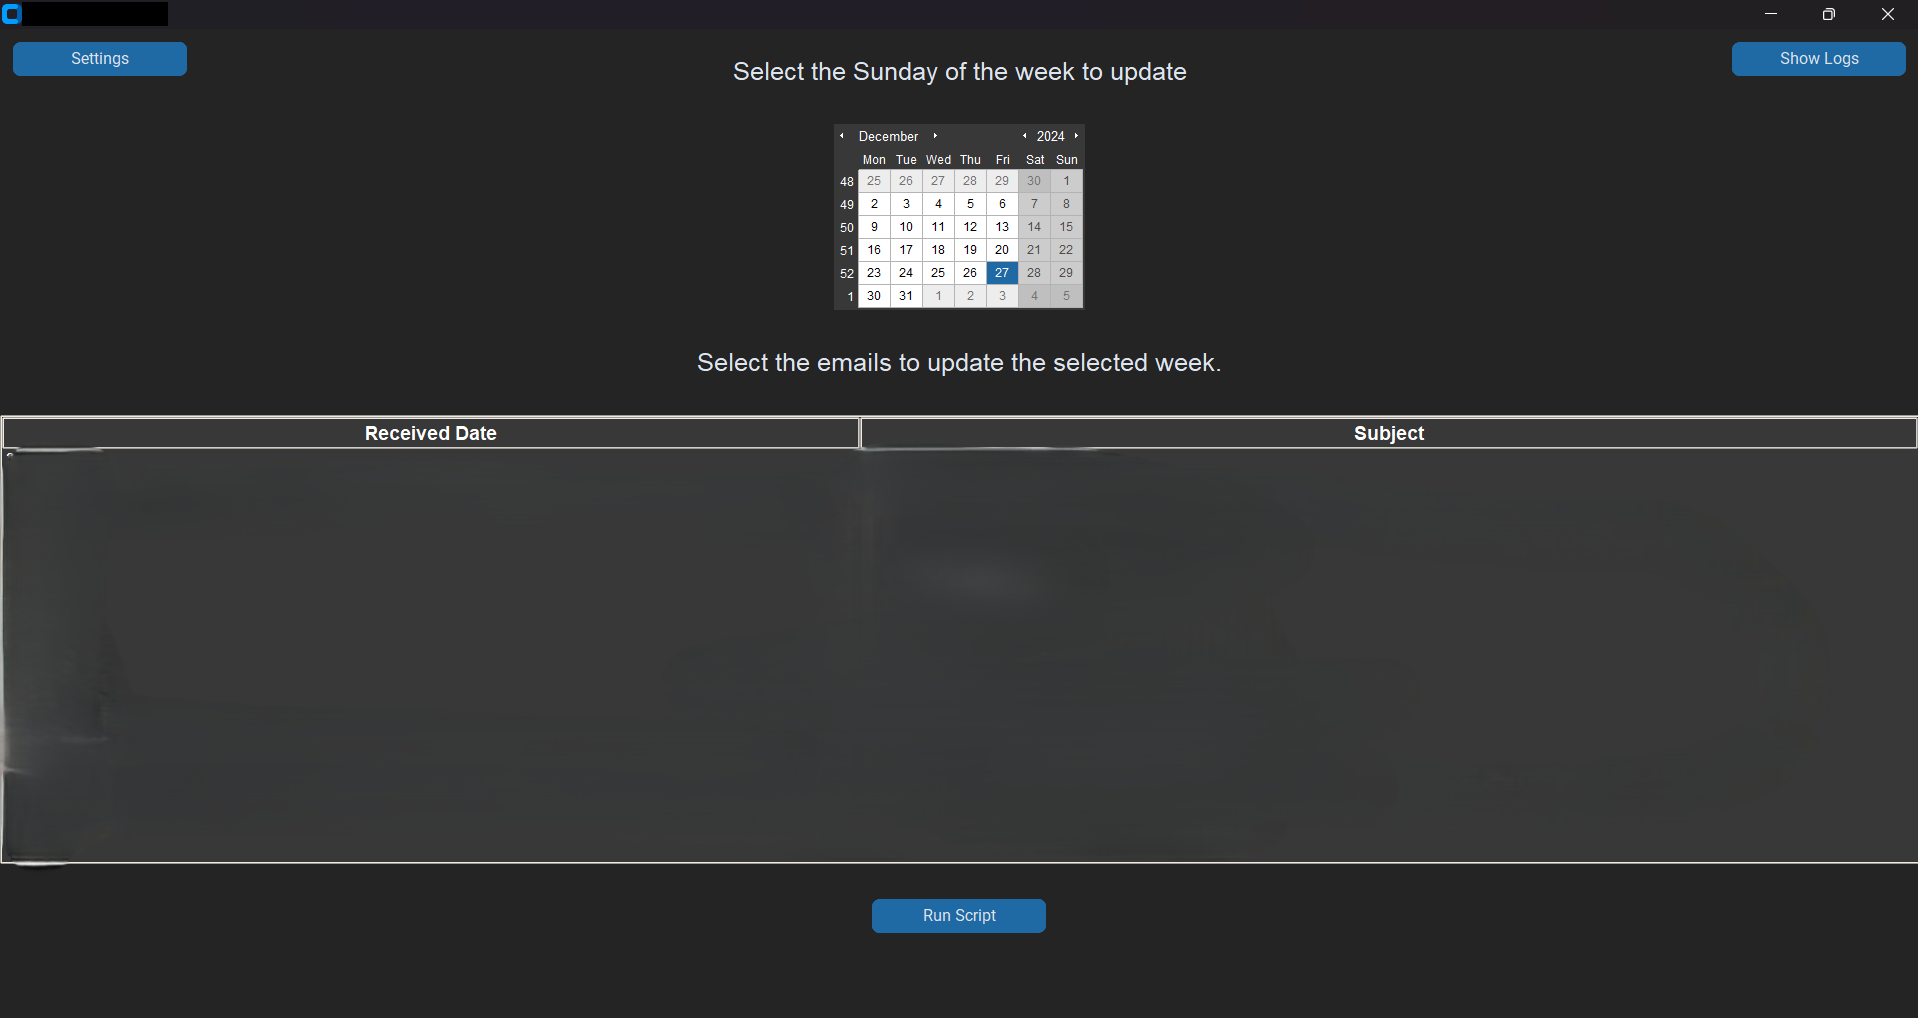 Settings
Show Logs
Select the Sunday of the week to update
December 2024
Mon Tue Wed Thu Fri Sat Sun
48 25 26 27 28 29 30 1
49 2 3 4 5 6 7 8
50 9 10 11 12 13 14 15
51 16 17 18 19 20 21 22
52 23 24 25 26 27 28 29
1 30 31 1 2 3 4 5
Select the emails to update the selected week.
Received Date Subject
Run Script